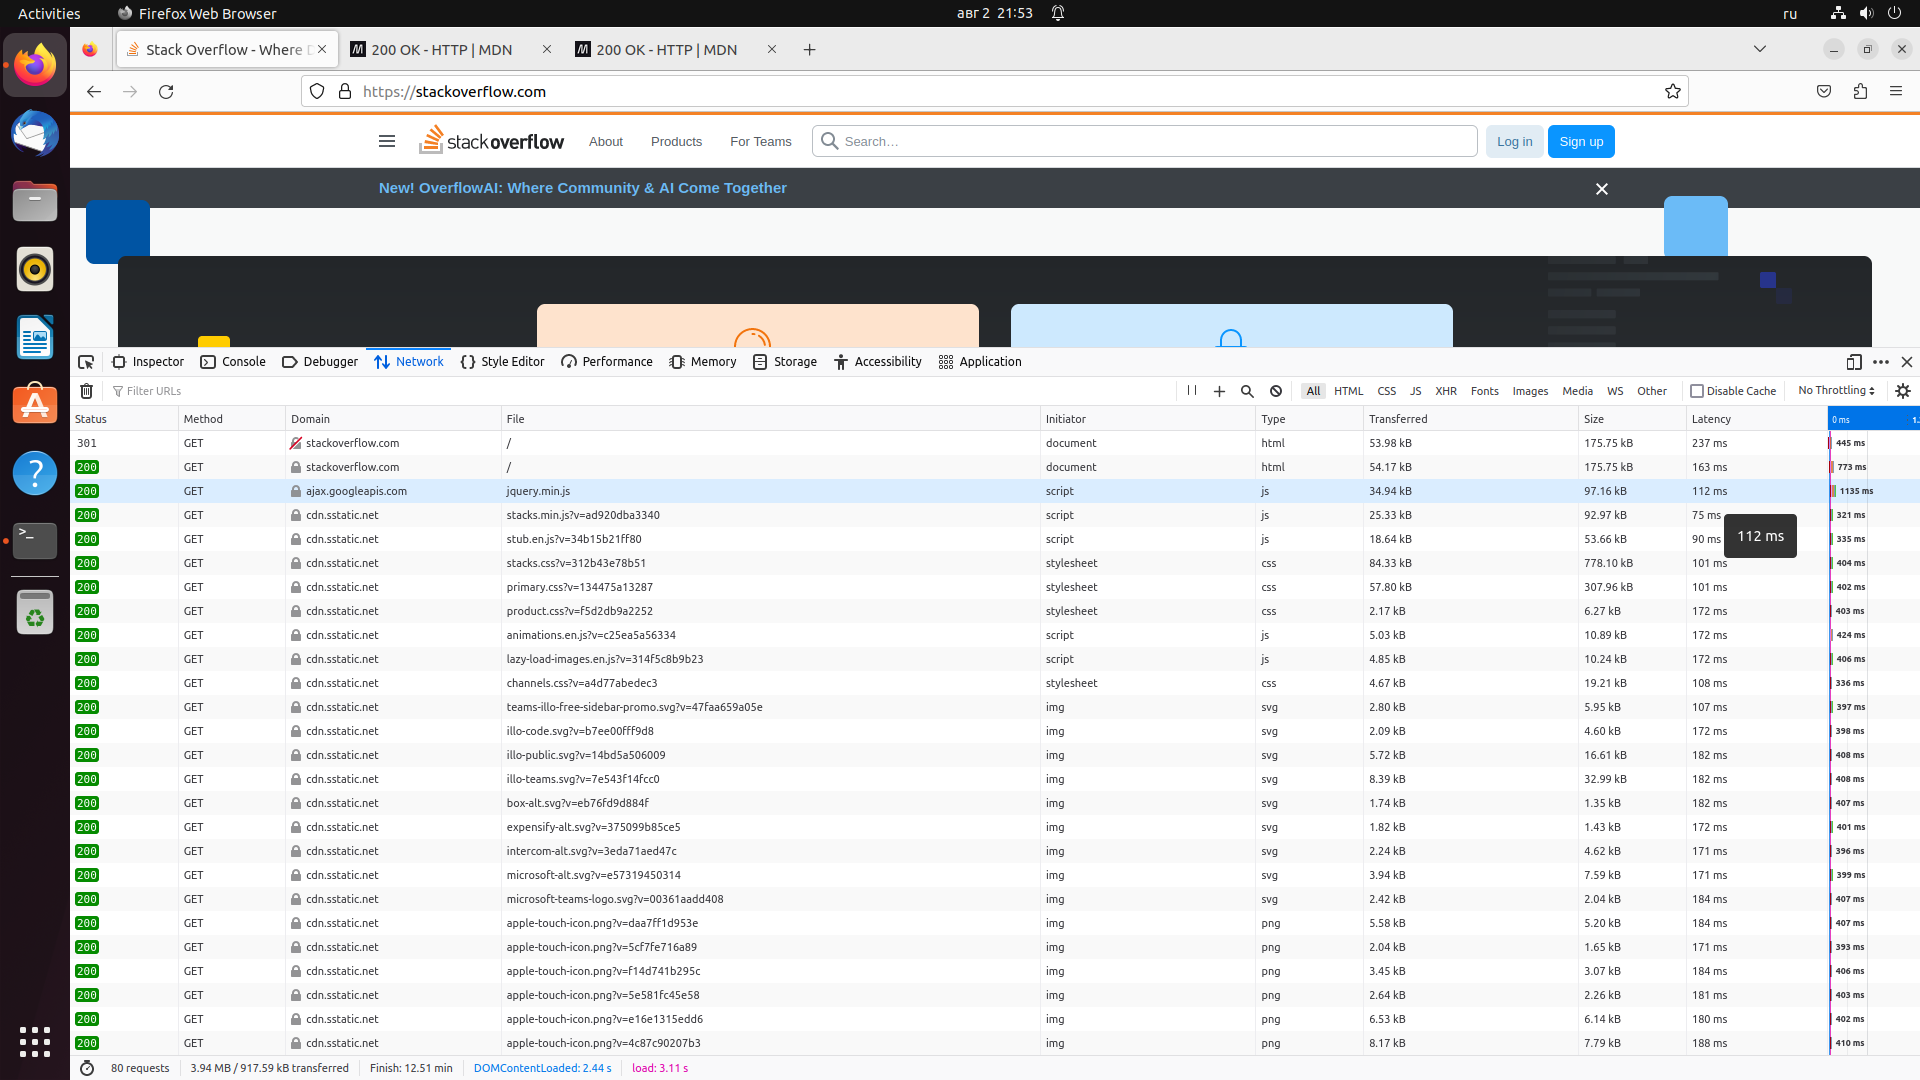 Activities Firefox Web Browser авг 2 21:53 ru
Stack Overflow - Where D 200 OK - HTTP | MDN 200 OK - HTTP | MDN
https://stackoverflow.com
stackoverflow About Products For Teams Search… Log in Sign up
New! OverflowAI: Where Community & AI Come Together
Inspector Console Debugger Network Style Editor Performance Memory Storage Accessibility Application
Filter URLs All HTML CSS JS XHR Fonts Images Media WS Other Disable Cache No Throttling
Status Method Domain File Initiator Type Transferred Size Latency 0 ms 1.
301 GET stackoverflow.com / document html 53.98 kB 175.75 kB 237 ms 445 ms
200 GET stackoverflow.com / document html 54.17 kB 175.75 kB 163 ms 773 ms
200 GET ajax.googleapis.com jquery.min.js script js 34.94 kB 97.16 kB 112 ms 1135 ms
200 GET cdn.sstatic.net stacks.min.js?v=ad920dba3340 script js 25.33 kB 92.97 kB 75 ms 321 ms
112 ms
200 GET cdn.sstatic.net stub.en.js?v=34b15b21ff80 script js 18.64 kB 53.66 kB 90 ms 335 ms
200 GET cdn.sstatic.net stacks.css?v=312b43e78b51 stylesheet css 84.33 kB 778.10 kB 101 ms 404 ms
200 GET cdn.sstatic.net primary.css?v=134475a13287 stylesheet css 57.80 kB 307.96 kB 101 ms 402 ms
200 GET cdn.sstatic.net product.css?v=f5d2db9a2252 stylesheet css 2.17 kB 6.27 kB 172 ms 403 ms
200 GET cdn.sstatic.net animations.en.js?v=c25ea5a56334 script js 5.03 kB 10.89 kB 172 ms 424 ms
200 GET cdn.sstatic.net lazy-load-images.en.js?v=314f5c8b9b23 script js 4.85 kB 10.24 kB 172 ms 406 ms
200 GET cdn.sstatic.net channels.css?v=a4d77abedec3 stylesheet css 4.67 kB 19.21 kB 108 ms 336 ms
200 GET cdn.sstatic.net teams-illo-free-sidebar-promo.svg?v=47faa659a05e img svg 2.80 kB 5.95 kB 107 ms 397 ms
200 GET cdn.sstatic.net illo-code.svg?v=b7ee00fff9d8 img svg 2.09 kB 4.60 kB 172 ms 398 ms
200 GET cdn.sstatic.net illo-public.svg?v=14bd5a506009 img svg 5.72 kB 16.61 kB 182 ms 408 ms
200 GET cdn.sstatic.net illo-teams.svg?v=7e543f14fcc0 img svg 8.39 kB 32.99 kB 182 ms 408 ms
200 GET cdn.sstatic.net box-alt.svg?v=eb76fd9d884f img svg 1.74 kB 1.35 kB 182 ms 407 ms
200 GET cdn.sstatic.net expensify-alt.svg?v=375099b85ce5 img svg 1.82 kB 1.43 kB 172 ms 401 ms
200 GET cdn.sstatic.net intercom-alt.svg?v=3eda71aed47c img svg 2.24 kB 4.62 kB 171 ms 396 ms
200 GET cdn.sstatic.net microsoft-alt.svg?v=e57319450314 img svg 3.94 kB 7.59 kB 171 ms 399 ms
200 GET cdn.sstatic.net microsoft-teams-logo.svg?v=00361aadd408 img svg 2.42 kB 2.04 kB 184 ms 407 ms
200 GET cdn.sstatic.net apple-touch-icon.png?v=daa7ff1d953e img png 5.58 kB 5.20 kB 184 ms 407 ms
200 GET cdn.sstatic.net apple-touch-icon.png?v=5cf7fe716a89 img png 2.04 kB 1.65 kB 171 ms 393 ms
200 GET cdn.sstatic.net apple-touch-icon.png?v=f14d741b295c img png 3.45 kB 3.07 kB 184 ms 406 ms
200 GET cdn.sstatic.net apple-touch-icon.png?v=5e581fc45e58 img png 2.64 kB 2.26 kB 181 ms 403 ms
200 GET cdn.sstatic.net apple-touch-icon.png?v=e16e1315edd6 img png 6.53 kB 6.14 kB 180 ms 402 ms
200 GET cdn.sstatic.net apple-touch-icon.png?v=4c87c90207b3 img png 8.17 kB 7.79 kB 188 ms 410 ms
80 requests 3.94 MB / 917.59 kB transferred Finish: 12.51 min DOMContentLoaded: 2.44 s load: 3.11 s